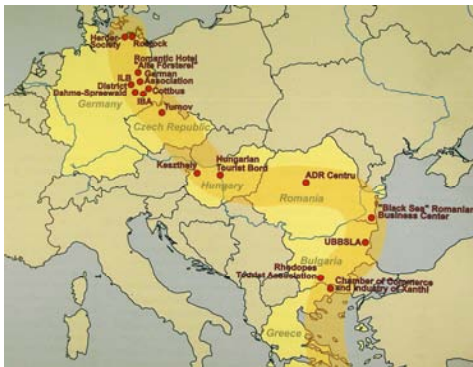 Herder-
Society
Rostock
Romantic Hotel
"Alte Försterei"
German
Association
ILB
District
Dahme-Spreewald
Cottbus
IBA
Germany
Turnov
Czech Republic
Keszthely
Hungarian
Tourist Bord
Hungary
ADR Centru
Romania
"Black Sea" Romanian
Business Center
UBBSLA
Bulgaria
Rhodopes
Tourist Association
Chamber of Commerce
and Industry of Xanthi
Greece